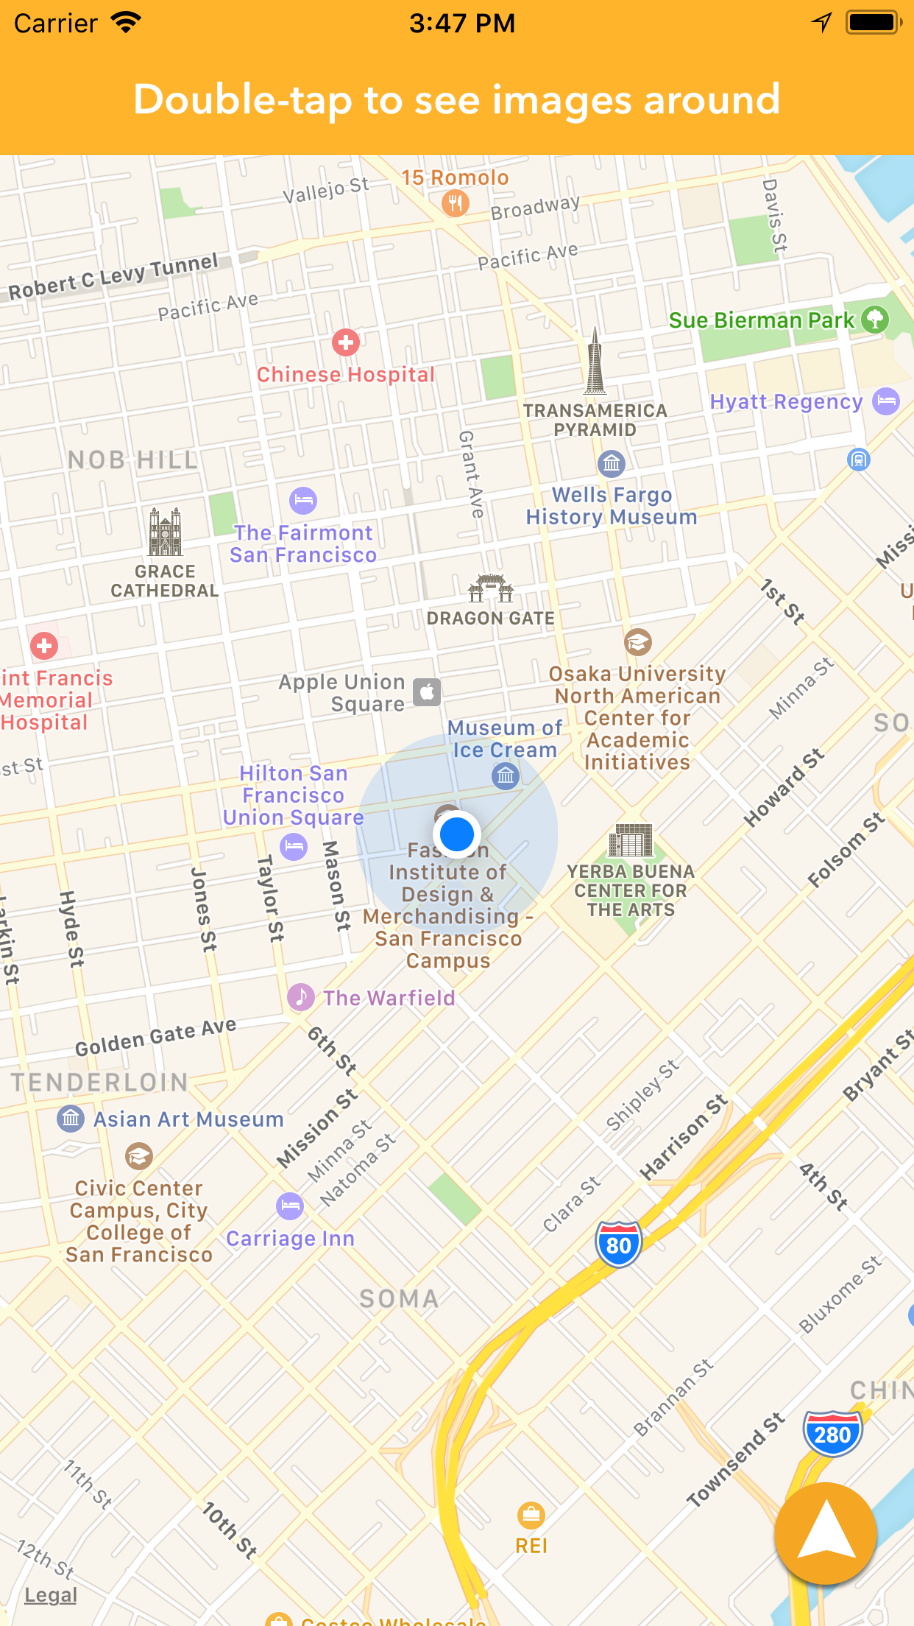 Carrier
3:47 PM
Double-tap to see images around
15 Romolo
Vallejo St
Broadway
Davis St
Pacific Ave
Robert C Levy Tunnel
Pacific Ave
Sue Bierman Park
Chinese Hospital
TRANSAMERICA
PYRAMID
Hyatt Regency
NOB HILL
Grant Ave
Wells Fargo
History Museum
The Fairmont
San Francisco
GRACE
CATHEDRAL
DRAGON GATE
1st St
int Francis
Memorial
Hospital
Apple Union
Square
Osaka University
North American
Center for
Academic
Initiatives
Minna St
SO
Museum of
Ice Cream
st St
Hilton San
Francisco
Union Square
Howard St
Folsom St
Institute of
Design &
Merchandising -
San Francisco
Campus
YERBA BUENA
CENTER FOR
THE ARTS
Mason St
Taylor St
Jones St
Hyde St
arkin St
The Warfield
Golden Gate Ave
6th St
TENDERLOIN
Asian Art Museum
Mission St
Minna St
Natoma St
Shipley St
Harrison St
Bryant St
Civic Center
Campus, City
College of
San Francisco
Carriage Inn
Clara St
4th St
80
SOMA
Bluxome St
CHIN
Brannan St
280
Townsend St
11th St
10th St
REI
12th St
Legal
Costco Wholesale